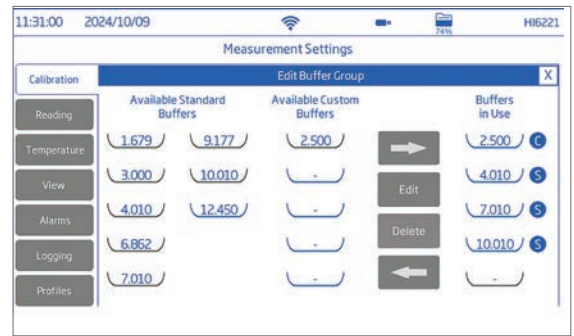 11:31:00 2024/10/09 7416 HI6221
Measurement Settings
Calibration
Edit Buffer Group X
Reading
Temperature
View
Alarms
Logging
Profiles
Available Standard
Buffers
1.679 9.177
3.000 10.010
4.010 12.450
6.862
7.010
Available Custom
Buffers
2.500
-
-
-
-
Edit
Delete
Buffers
in Use
2.500 C
4.010 S
7.010 S
10.010 S
-